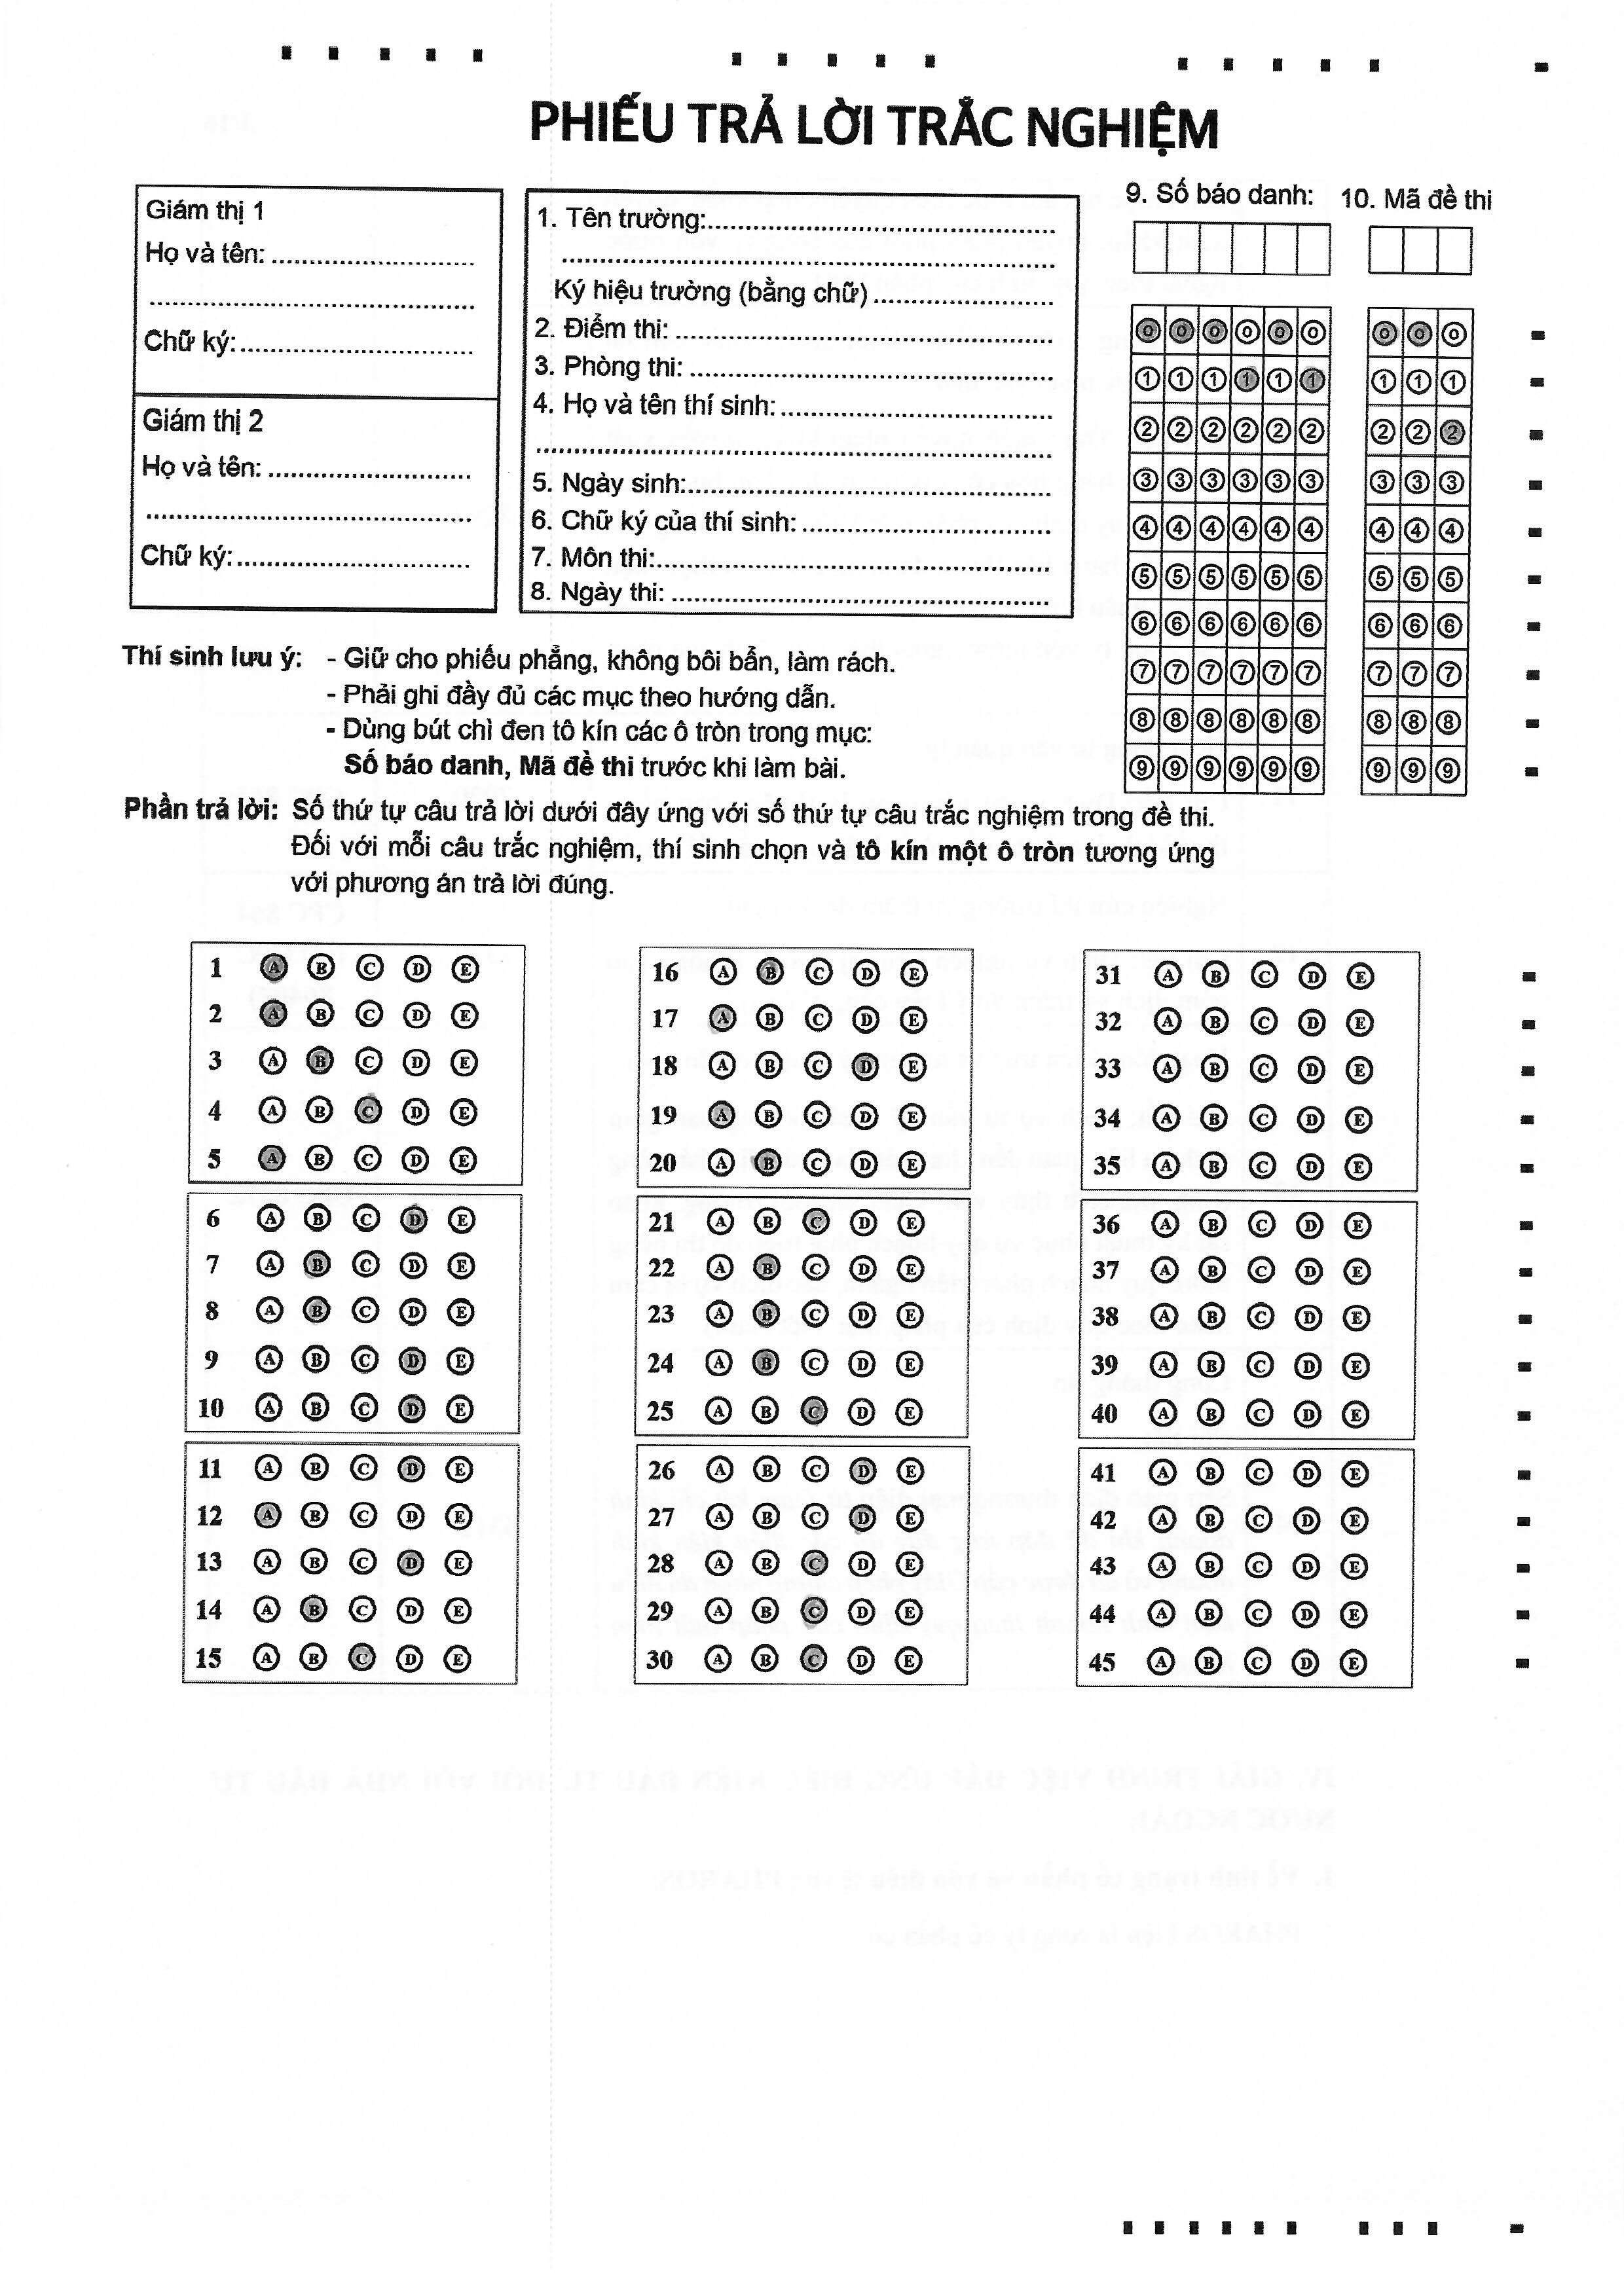 PHIẾU TRẢ LỜI TRẮC NGHIỆM
Giám thị 1
Họ và tên: ..............................
................................................
Chữ ký:...................................
Giám thị 2
Họ và tên: ..............................
................................................
Chữ ký:...................................
1. Tên trường:....................................................
..........................................................................
Ký hiệu trường (bằng chữ)...........................
2. Điểm thi: ........................................................
3. Phòng thi: ......................................................
4. Họ và tên thí sinh:.........................................
..............................................................................
5. Ngày sinh:......................................................
6. Chữ ký của thí sinh:.....................................
7. Môn thi:...........................................................
8. Ngày thi: ........................................................
9. Số báo danh:
0 0 0 0 0 0
1 1 1 1 1 1
2 2 2 2 2 2
3 3 3 3 3 3
4 4 4 4 4 4
5 5 5 5 5 5
6 6 6 6 6 6
7 7 7 7 7 7
8 8 8 8 8 8
9 9 9 9 9 9
10. Mã đề thi
0 0 0
1 1 1
2 2 2
3 3 3
4 4 4
5 5 5
6 6 6
7 7 7
8 8 8
9 9 9
Thí sinh lưu ý: - Giữ cho phiếu phẳng, không bôi bẩn, làm rách.
- Phải ghi đầy đủ các mục theo hướng dẫn.
- Dùng bút chì đen tô kín các ô tròn trong mục:
Số báo danh, Mã đề thi trước khi làm bài.
Phần trả lời: Số thứ tự câu trả lời dưới đây ứng với số thứ tự câu trắc nghiệm trong đề thi.
Đối với mỗi câu trắc nghiệm, thí sinh chọn và tô kín một ô tròn tương ứng
với phương án trả lời đúng.
1 A B C D E
2 A B C D E
3 A B C D E
4 A B C D E
5 A B C D E
6 A B C D E
7 A B C D E
8 A B C D E
9 A B C D E
10 A B C D E
11 A B C D E
12 A B C D E
13 A B C D E
14 A B C D E
15 A B C D E
16 A B C D E
17 A B C D E
18 A B C D E
19 A B C D E
20 A B C D E
21 A B C D E
22 A B C D E
23 A B C D E
24 A B C D E
25 A B C D E
26 A B C D E
27 A B C D E
28 A B C D E
29 A B C D E
30 A B C D E
31 A B C D E
32 A B C D E
33 A B C D E
34 A B C D E
35 A B C D E
36 A B C D E
37 A B C D E
38 A B C D E
39 A B C D E
40 A B C D E
41 A B C D E
42 A B C D E
43 A B C D E
44 A B C D E
45 A B C D E